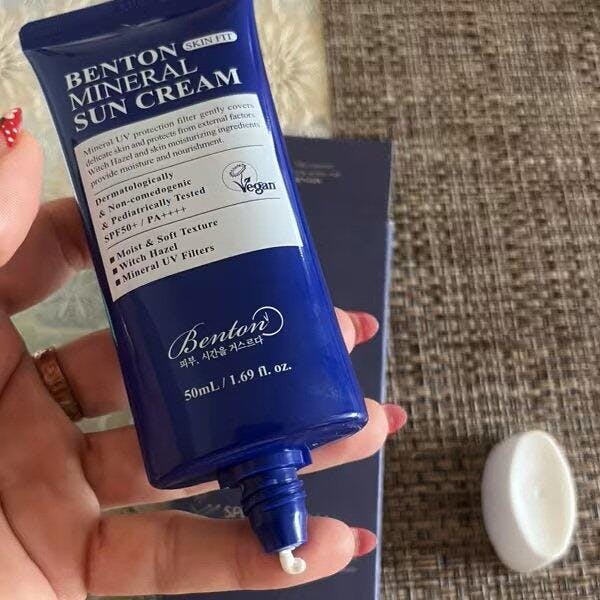 BENTON SKIN FIT
MINERAL
SUN CREAM
Mineral UV protection filter gently covers
delicate skin and protects from external factors.
Witch Hazel and skin moisturizing ingredients
provide moisture and nourishment.
Dermatologically
& Non-comedogenic
& Pediatrically Tested
SPF50+ / PA++++
Vegan
■ Moist & Soft Texture
■ Witch Hazel
■ Mineral UV Filters
Benton
피부, 시간을 거스르다
50mL / 1.69 fl. oz.